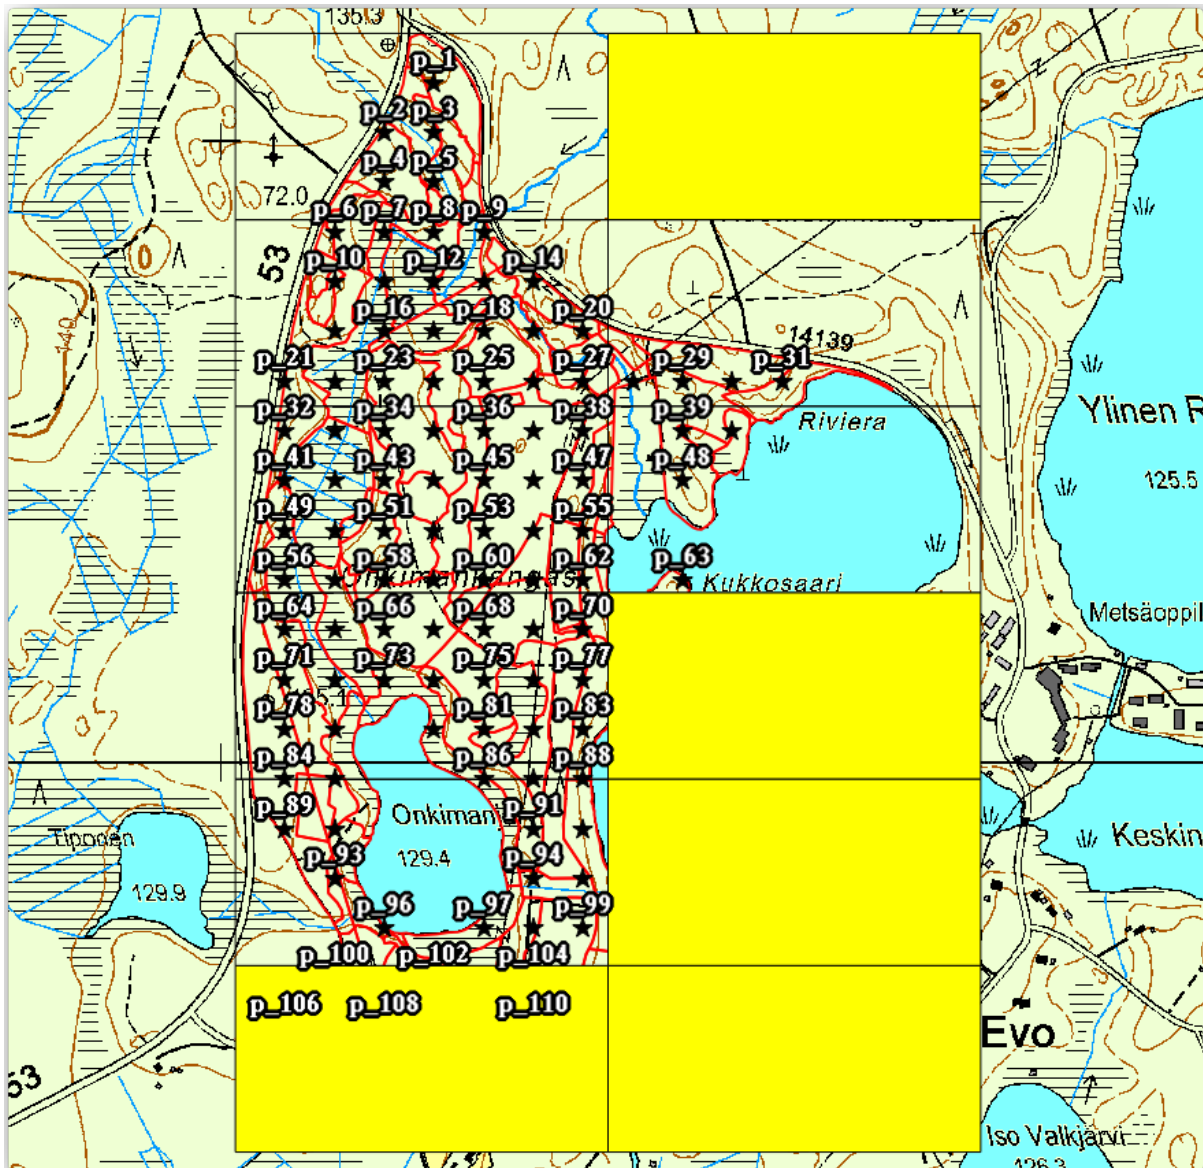 135.3
p_1
p_2 p_3
p_4 p_5
72.0
p_6 p_7 p_8 p_9
53
p_10 p_12 p_14
p_16 p_18 p_20
140
14139
p_21 p_23 p_25 p_27 p_29 p_31
p_32 p_34 p_36 p_38 p_39
Riviera
Ylinen R
p_41 p_43 p_45 p_47 p_48
125.5
p_49 p_51 p_53 p_55
p_56 p_58 p_60 p_62 p_63
Kukkosaari
p_64 p_66 p_68 p_70
Metsäoppil
p_71 p_73 p_75 p_77
p_78 p_81 p_83
p_84 p_86 p_88
p_89 Onkiman p_91
Keskin
129.4
p_93 p_94
129.9
p_96 p_97 p_99
p_100 p_102 p_104
p_106 p_108 p_110
Evo
53
Iso Valkjärvi
126.3